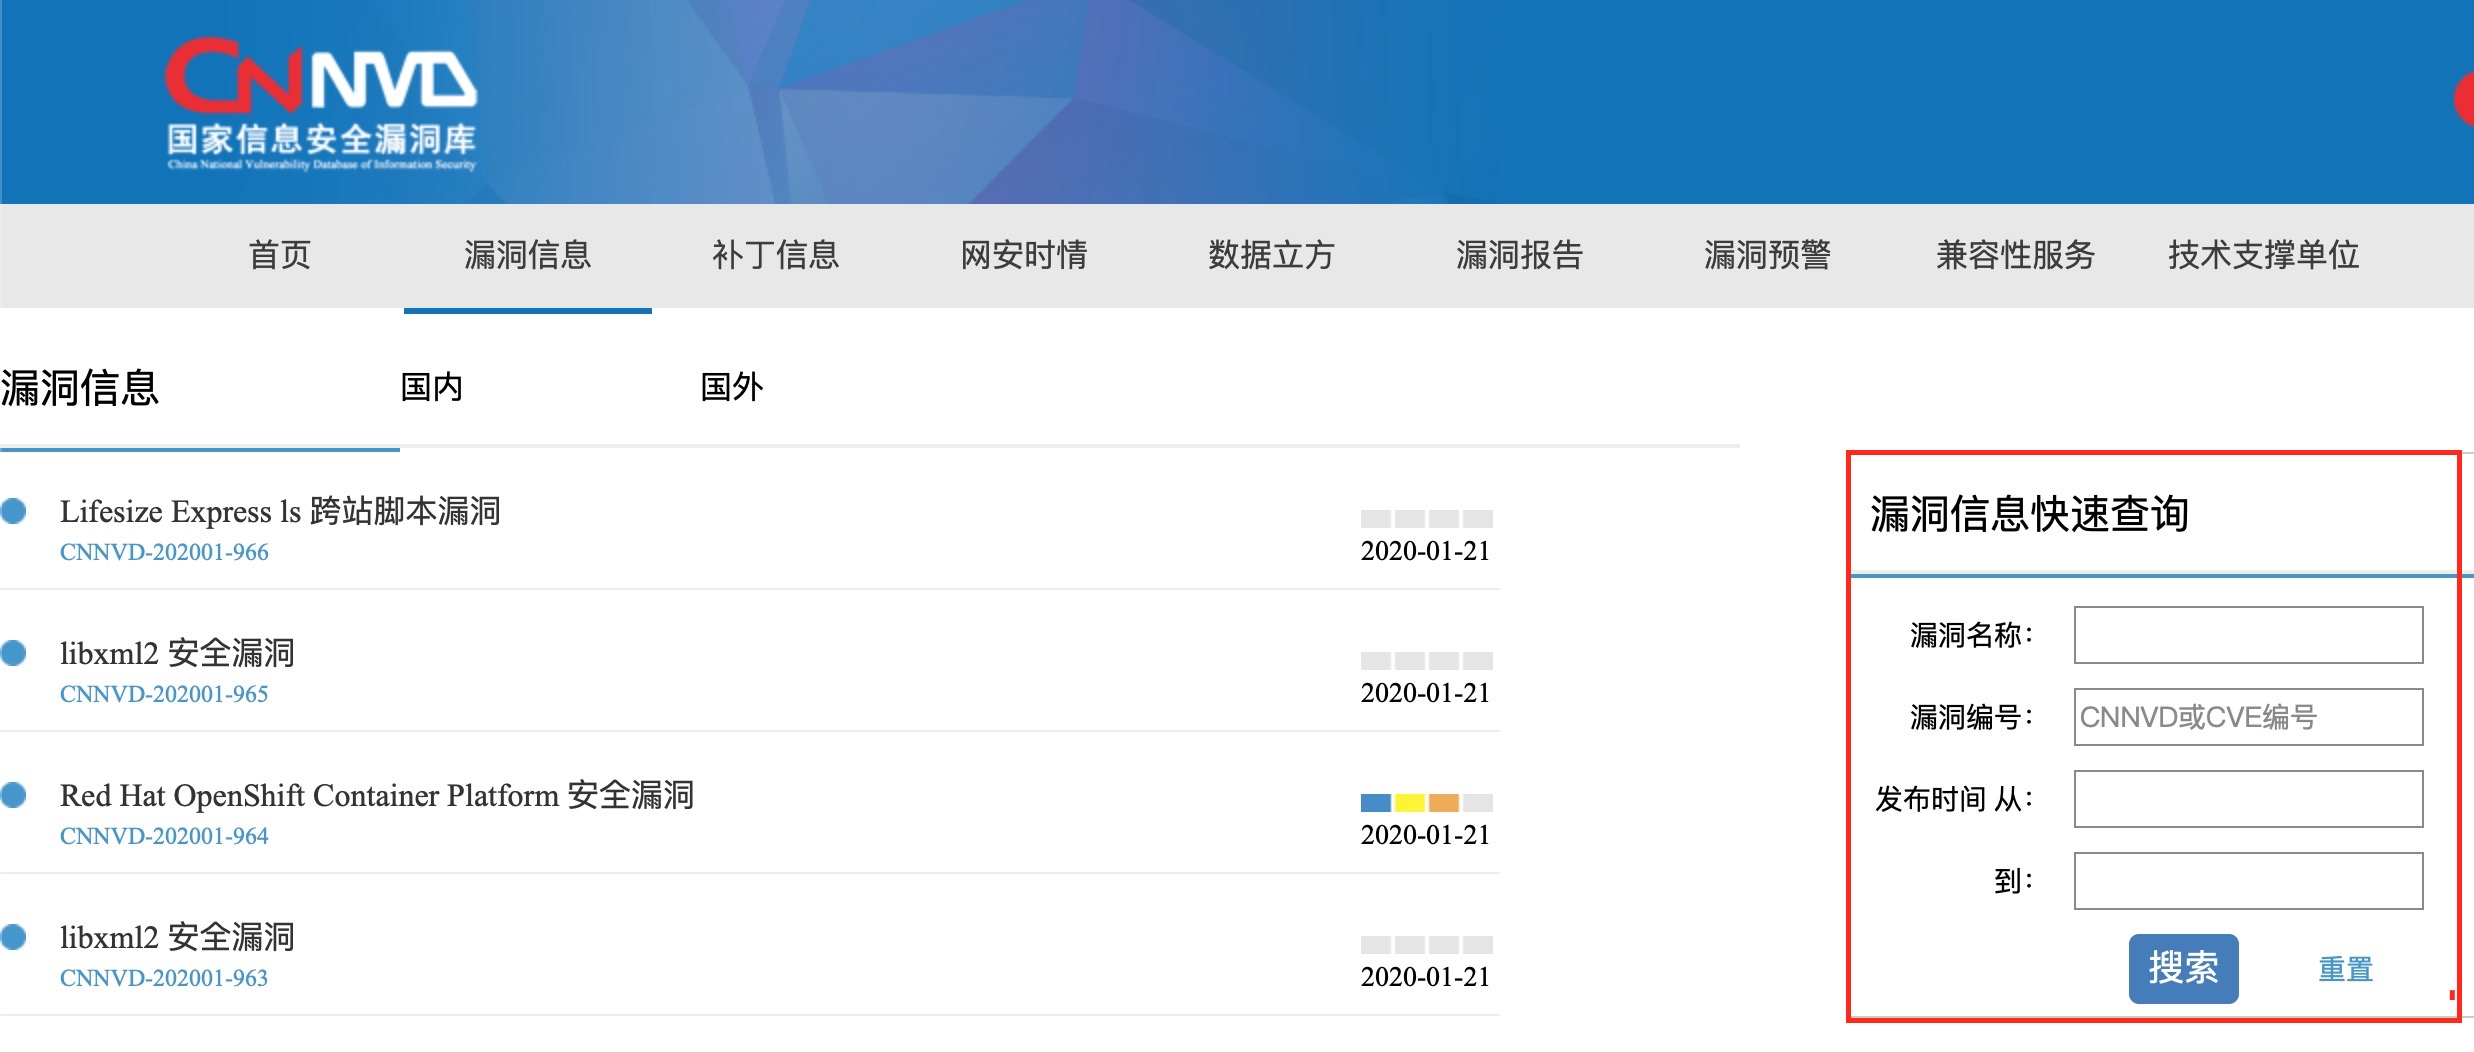 CNNVD
国家信息安全漏洞库
China National Vulnerability Database of Information Security
首页 漏洞信息 补丁信息 网安时情 数据立方 漏洞报告 漏洞预警 兼容性服务 技术支撑单位
漏洞信息 国内 国外
Lifesize Express ls 跨站脚本漏洞
CNNVD-202001-966 2020-01-21
libxml2 安全漏洞
CNNVD-202001-965 2020-01-21
Red Hat OpenShift Container Platform 安全漏洞
CNNVD-202001-964 2020-01-21
libxml2 安全漏洞
CNNVD-202001-963 2020-01-21
漏洞信息快速查询
漏洞名称:
漏洞编号: CNNVD或CVE编号
发布时间 从:
到:
搜索 重置